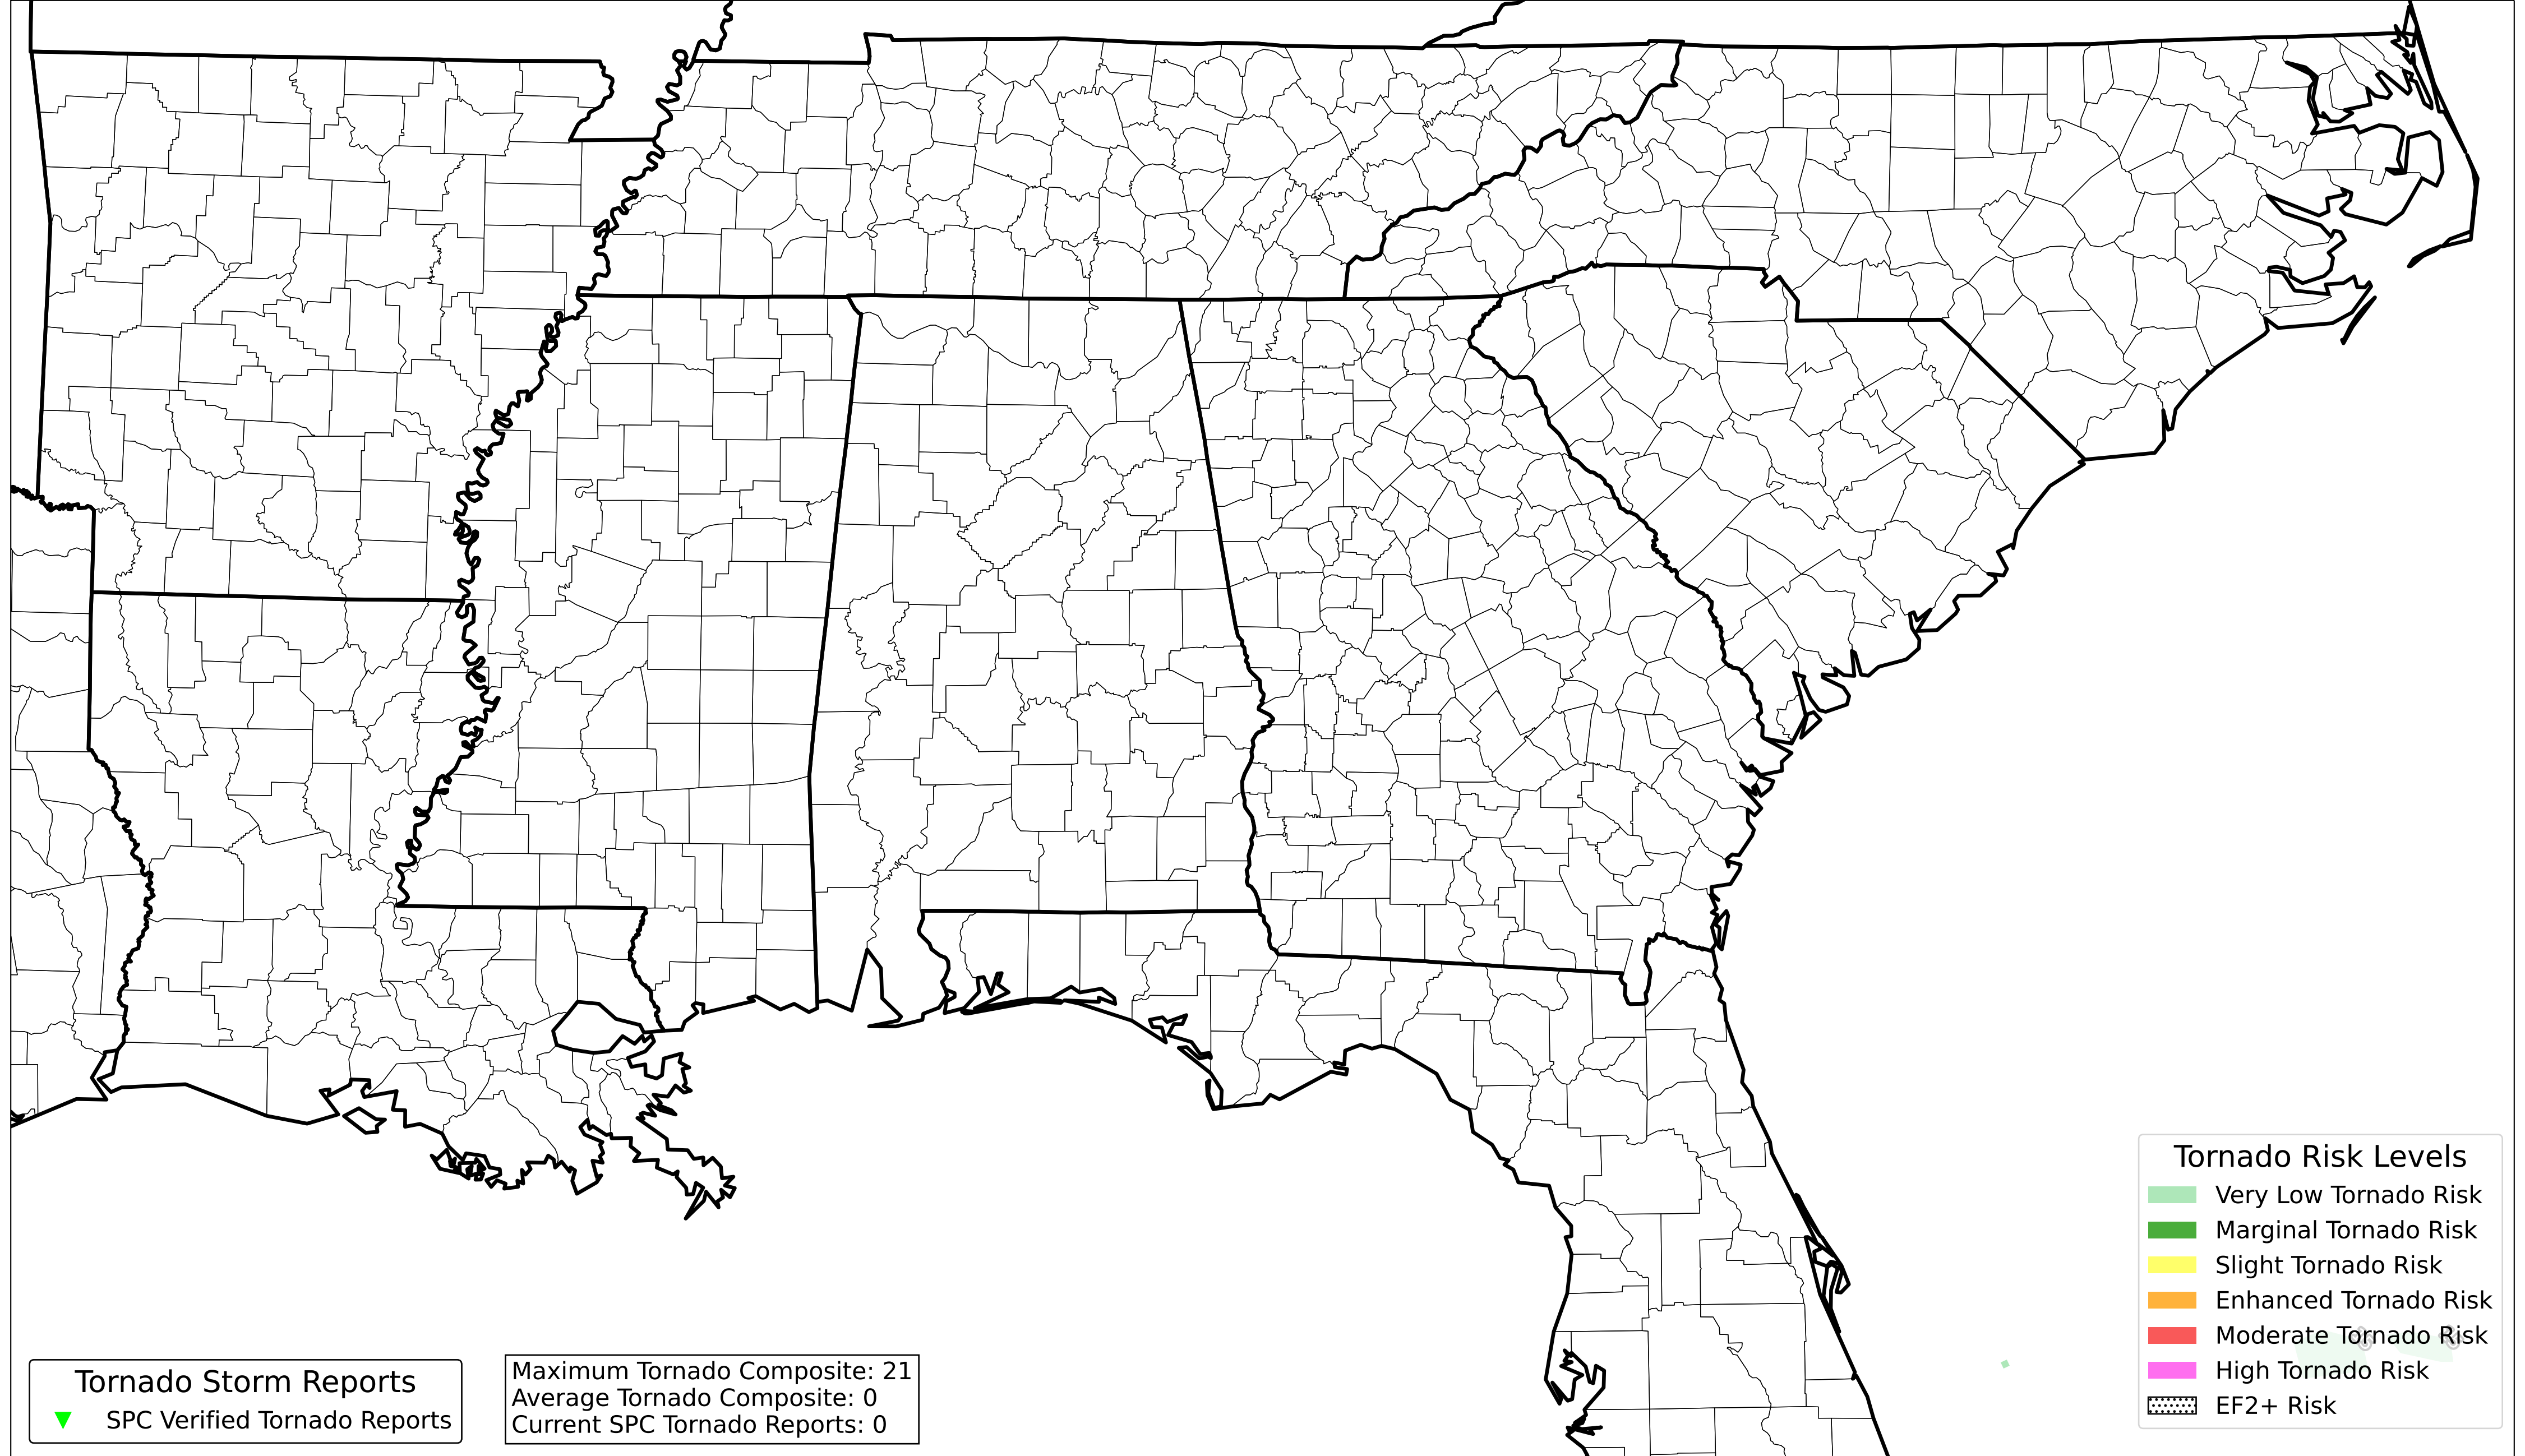 Tornado Risk Levels
Very Low Tornado Risk
Marginal Tornado Risk
Slight Tornado Risk
Enhanced Tornado Risk
Moderate Tornado Risk
High Tornado Risk
EF2+ Risk
Tornado Storm Reports
SPC Verified Tornado Reports
Maximum Tornado Composite: 21
Average Tornado Composite: 0
Current SPC Tornado Reports: 0